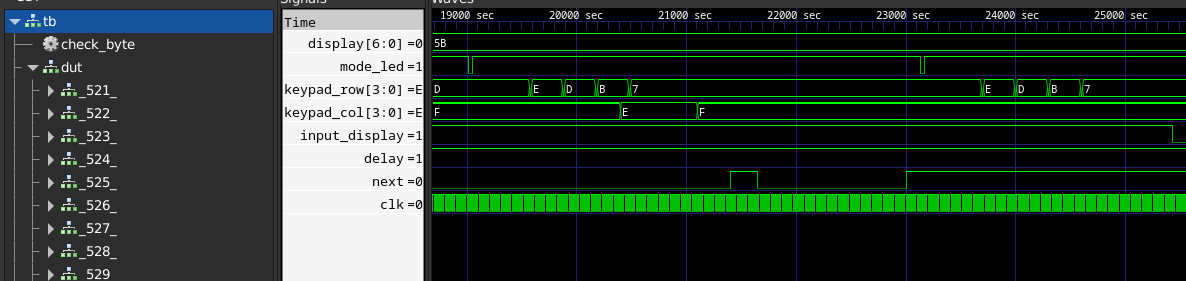 Time
19000 sec 20000 sec 21000 sec 22000 sec 23000 sec 24000 sec 25000 sec
tb
check_byte
dut
_521_
_522_
_523_
_524_
_525_
_526_
_527_
_528_
_529
display[6:0] =0
mode_led=1
keypad_row[3:0]=E
keypad_col[3:0]=E
input_display=1
delay=1
next=0
clk=0
5B
D E D B 7 E D B 7
F E F